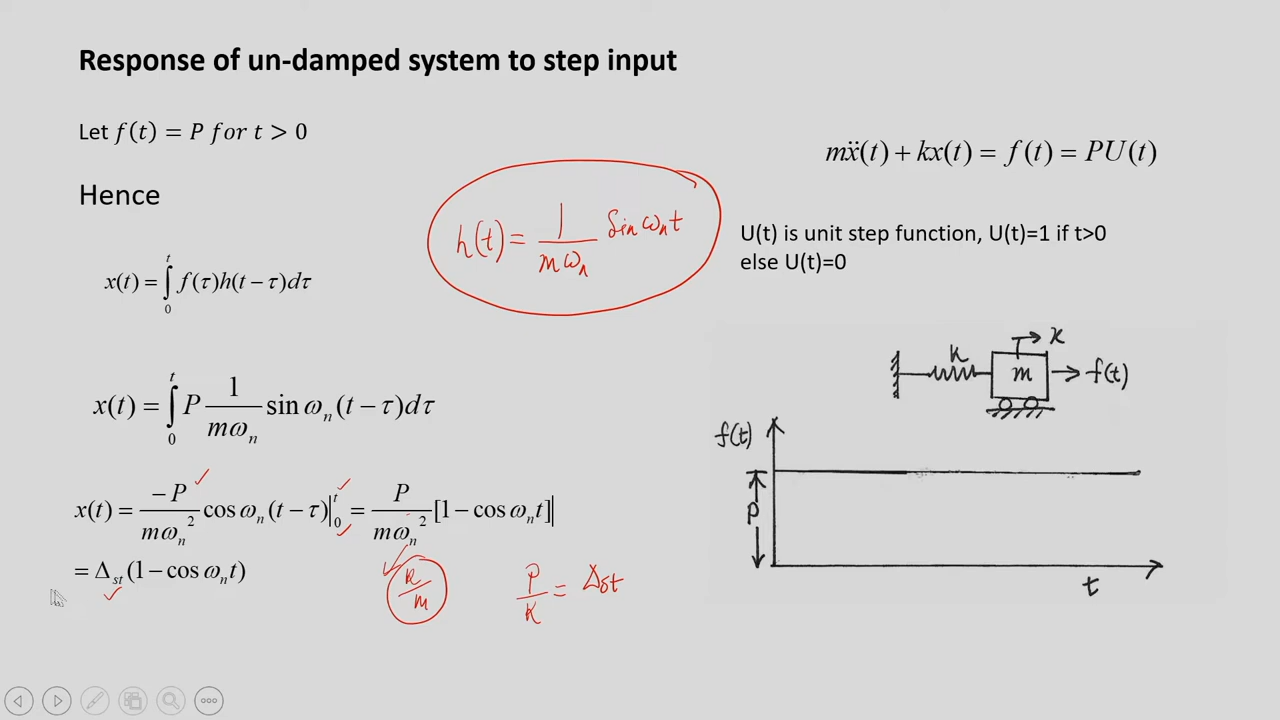 Response of un-damped system to step input
Let f(t) = P for t > 0
mẍ(t) + kx(t) = f(t) = PU(t)
Hence
h(t) = 1/mωₙ sin ωₙt
U(t) is unit step function, U(t)=1 if t>0
else U(t)=0
x(t) = ∫₀ᵗ f(τ)h(t − τ)dτ
x
k
m
f(t)
x(t) = ∫₀ᵗ P 1/mωₙ sin ωₙ(t − τ)dτ
f(t)
P
t
x(t) = −P/mωₙ² cos ωₙ(t − τ)|₀ᵗ = P/mωₙ² [1 − cos ωₙt]
= Δst(1 − cos ωₙt)
k/m
P/K = Δst